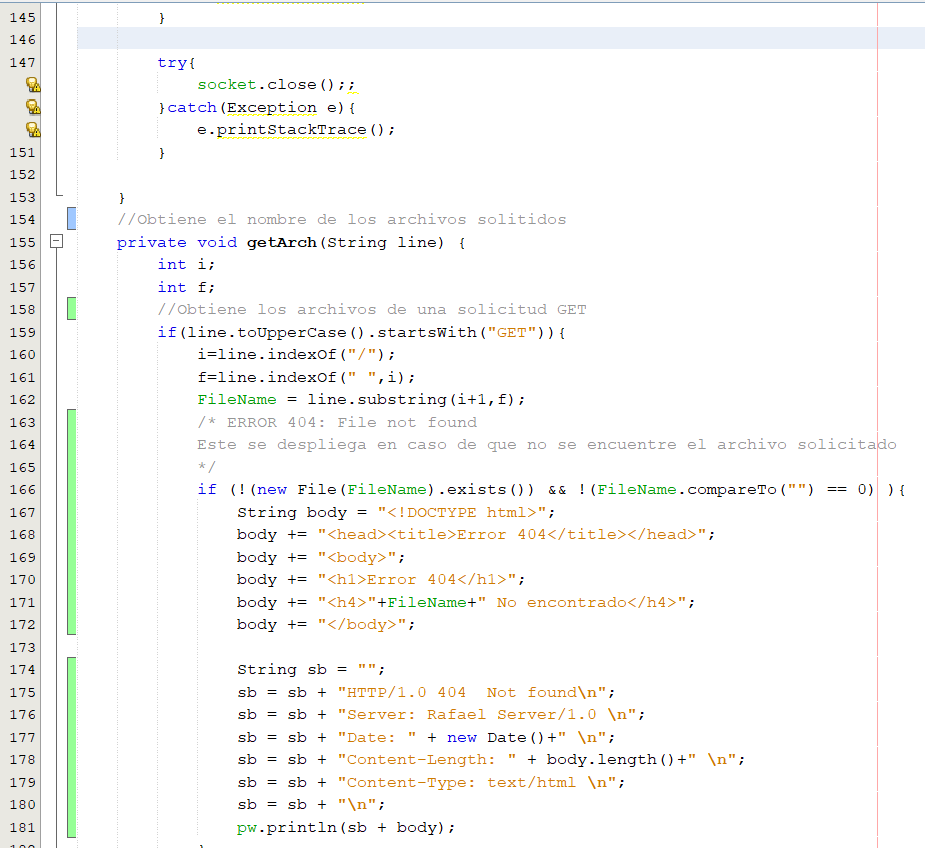 145 }
146
147 try{
socket.close();;
}catch(Exception e){
e.printStackTrace();
151 }
152
153 }
154 //Obtiene el nombre de los archivos solitidos
155 private void getArch(String line) {
156 int i;
157 int f;
158 //Obtiene los archivos de una solicitud GET
159 if(line.toUpperCase().startsWith("GET")){
160 i=line.indexOf("/");
161 f=line.indexOf(" ",i);
162 FileName = line.substring(i+1,f);
163 /* ERROR 404: File not found
164 Este se despliega en caso de que no se encuentre el archivo solicitado
165 */
166 if (!(new File(FileName).exists()) && !(FileName.compareTo("") == 0) ){
167 String body = "<!DOCTYPE html>";
168 body += "<head><title>Error 404</title></head>";
169 body += "<body>";
170 body += "<h1>Error 404</h1>";
171 body += "<h4>"+FileName+" No encontrado</h4>";
172 body += "</body>";
173
174 String sb = "";
175 sb = sb + "HTTP/1.0 404  Not found\n";
176 sb = sb + "Server: Rafael Server/1.0 \n";
177 sb = sb + "Date: " + new Date()+" \n";
178 sb = sb + "Content-Length: " + body.length()+" \n";
179 sb = sb + "Content-Type: text/html \n";
180 sb = sb + "\n";
181 pw.println(sb + body);